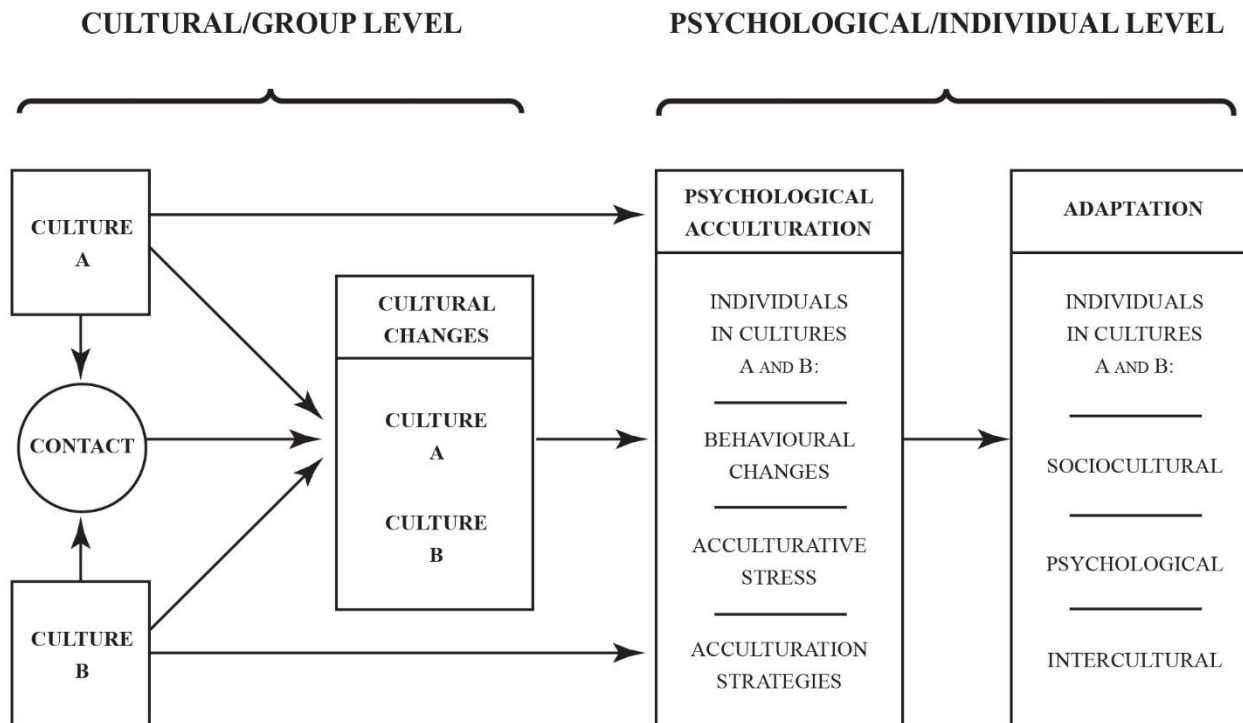 CULTURAL/GROUP LEVEL
PSYCHOLOGICAL/INDIVIDUAL LEVEL
CULTURE
A
CONTACT
CULTURE
B
CULTURAL
CHANGES
CULTURE
A
CULTURE
B
PSYCHOLOGICAL
ACCULTURATION
INDIVIDUALS
IN CULTURES
A AND B:
BEHAVIOURAL
CHANGES
ACCULTURATIVE
STRESS
ACCULTURATION
STRATEGIES
ADAPTATION
INDIVIDUALS
IN CULTURES
A AND B:
SOCIOCULTURAL
PSYCHOLOGICAL
INTERCULTURAL